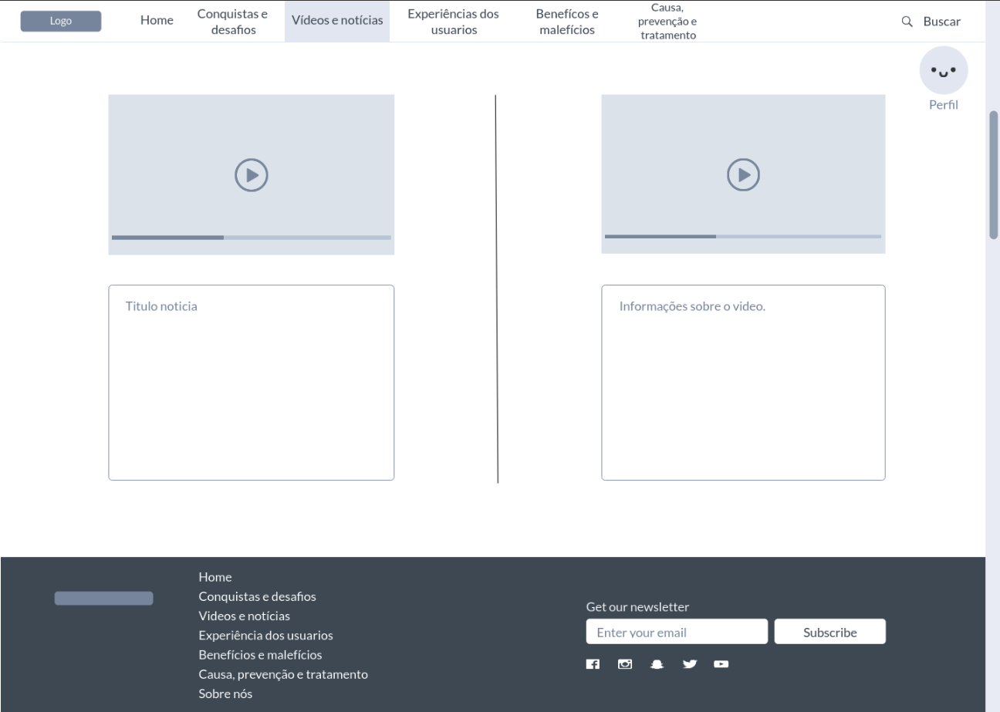 Logo
Home
Conquistas e
desafios
Vídeos e notícias
Experiências dos
usuarios
Benefícos e
malefícios
Causa,
prevenção e
tratamento
Buscar
Perfil
Titulo noticia
Informações sobre o video.
Home
Conquistas e desafios
Videos e notícias
Experiência dos usuarios
Benefícios e malefícios
Causa, prevenção e tratamento
Sobre nós
Get our newsletter
Enter your email
Subscribe